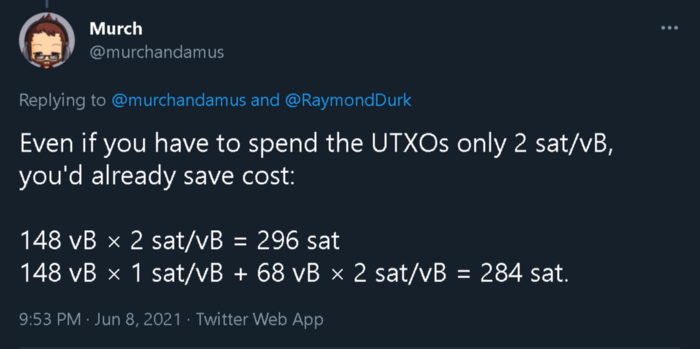 Murch
@murchandamus
Replying to @murchandamus and @RaymondDurk
Even if you have to spend the UTXOs only 2 sat/vB,
you'd already save cost:
148 vB × 2 sat/vB = 296 sat
148 vB × 1 sat/vB + 68 vB × 2 sat/vB = 284 sat.
9:53 PM · Jun 8, 2021 · Twitter Web App